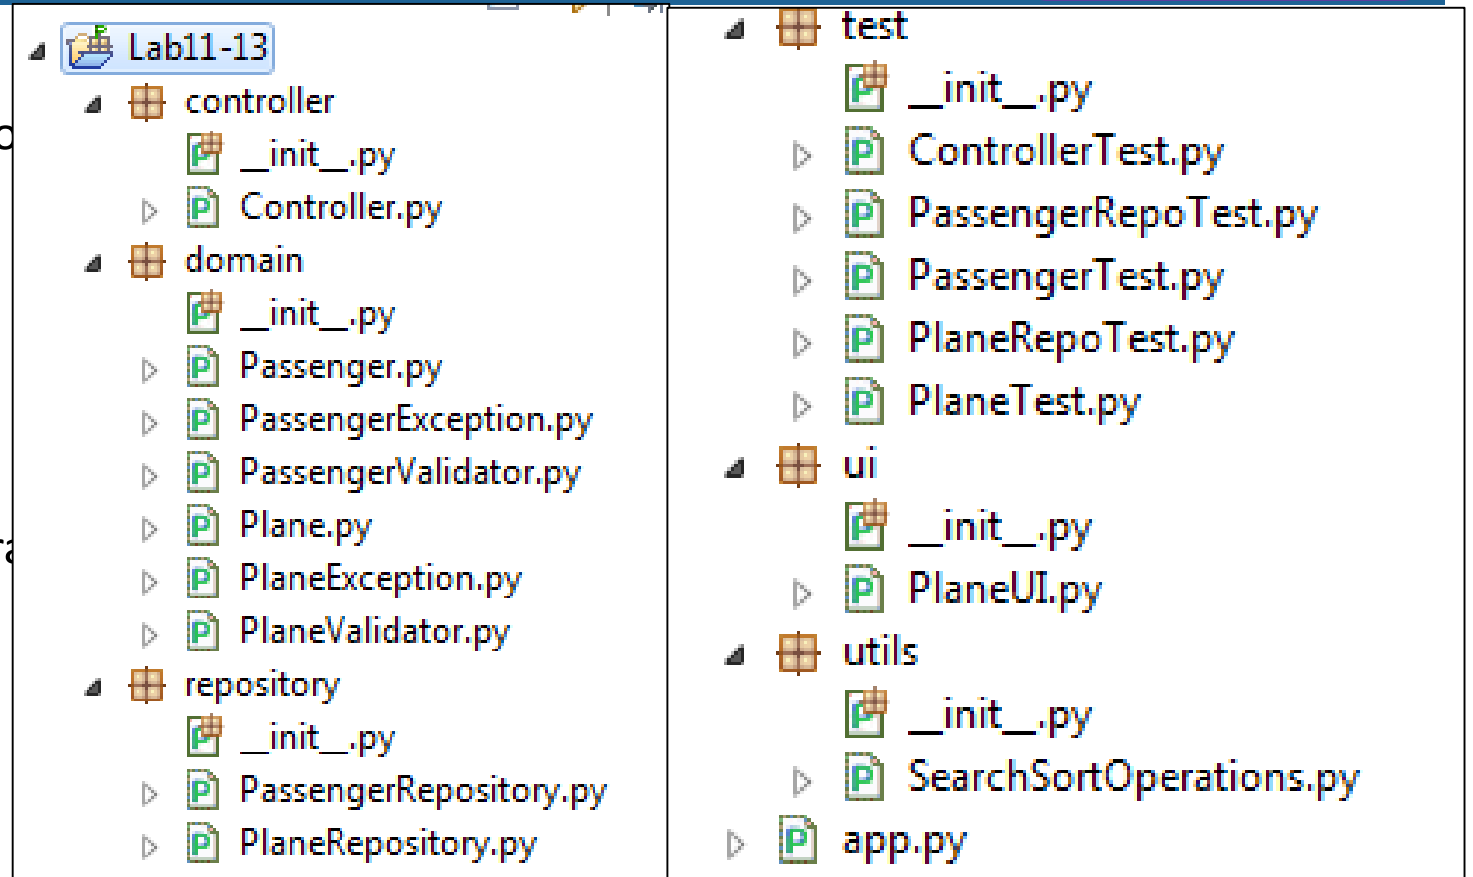 Lab11-13
controller
__init__.py
Controller.py
domain
__init__.py
Passenger.py
PassengerException.py
PassengerValidator.py
Plane.py
PlaneException.py
PlaneValidator.py
repository
__init__.py
PassengerRepository.py
PlaneRepository.py
test
__init__.py
ControllerTest.py
PassengerRepoTest.py
PassengerTest.py
PlaneRepoTest.py
PlaneTest.py
ui
__init__.py
PlaneUI.py
utils
__init__.py
SearchSortOperations.py
app.py